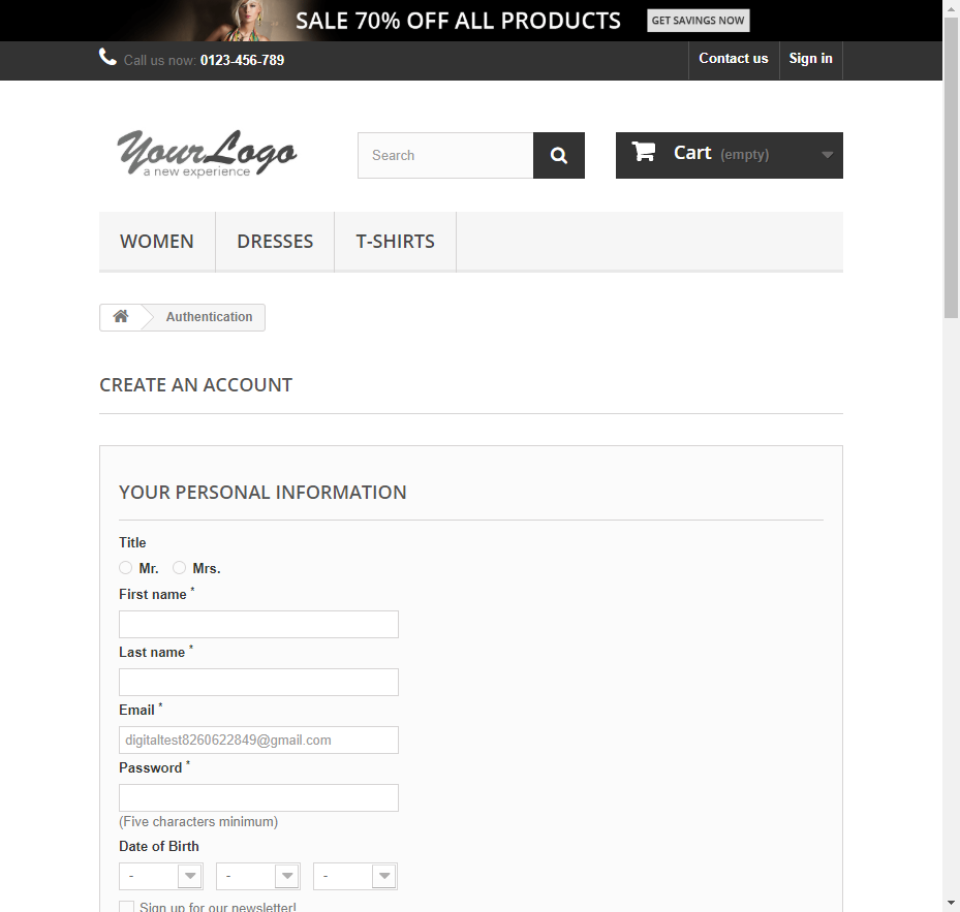 SALE 70% OFF ALL PRODUCTS GET SAVINGS NOW
Call us now: 0123-456-789 Contact us Sign in
YourLogo
a new experience
Search
Cart (empty)
WOMEN DRESSES T-SHIRTS
Authentication
CREATE AN ACCOUNT
YOUR PERSONAL INFORMATION
Title
Mr. Mrs.
First name *
Last name *
Email *
digitaltest8260622849@gmail.com
Password *
(Five characters minimum)
Date of Birth
- - -
Sign up for our newsletter!